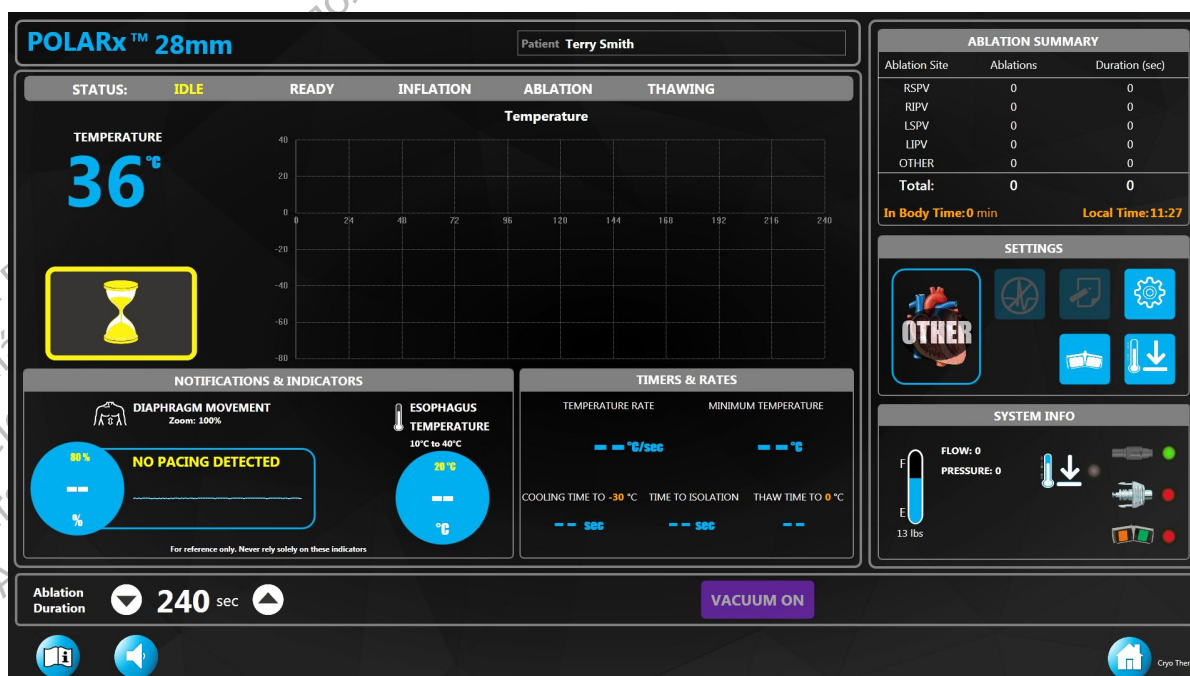 POLARx™ 28mm
Patient Terry Smith
STATUS: IDLE READY INFLATION ABLATION THAWING
TEMPERATURE
36 °C
Temperature
40
20
0
-20
-40
-60
-80
0 24 48 72 96 120 144 168 192 216 240
NOTIFICATIONS & INDICATORS
DIAPHRAGM MOVEMENT
Zoom: 100%
80 %
--
%
NO PACING DETECTED
ESOPHAGUS
TEMPERATURE
10°C to 40°C
20 °C
--
°C
For reference only. Never rely solely on these indicators
TIMERS & RATES
TEMPERATURE RATE MINIMUM TEMPERATURE
-- °C/sec -- °C
COOLING TIME TO -30 °C TIME TO ISOLATION THAW TIME TO 0 °C
-- sec -- sec --
ABLATION SUMMARY
Ablation Site Ablations Duration (sec)
RSPV 0 0
RIPV 0 0
LSPV 0 0
LIPV 0 0
OTHER 0 0
Total: 0 0
In Body Time: 0 min Local Time: 11:27
SETTINGS
OTHER
SYSTEM INFO
F
E
13 lbs
FLOW: 0
PRESSURE: 0
Ablation
Duration
240 sec
VACUUM ON
Cryo Ther